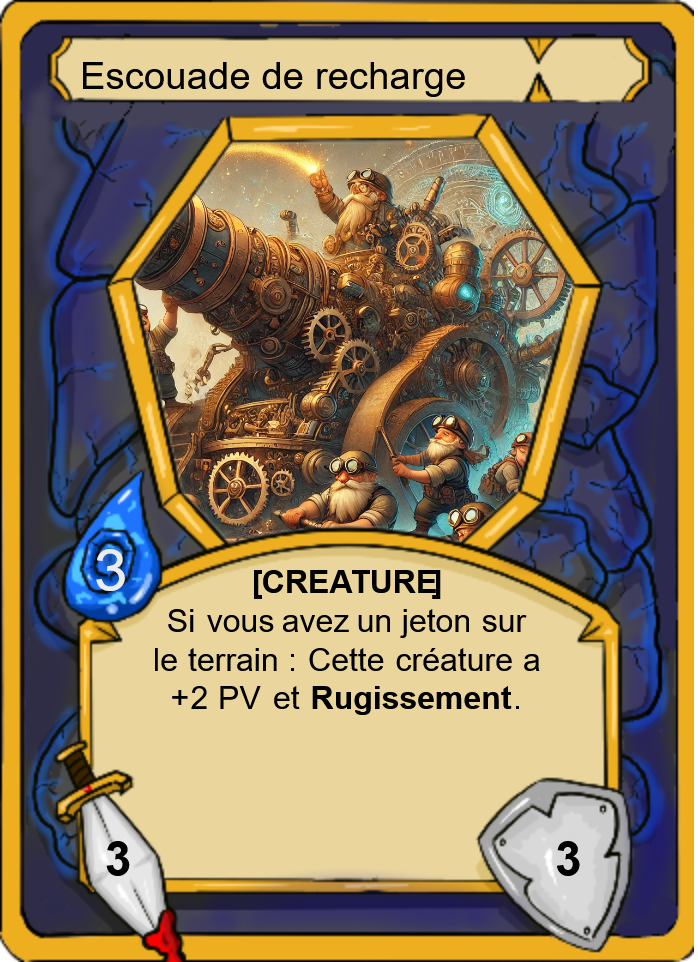 Escouade de recharge
3
[CREATURE]
Si vous avez un jeton sur
le terrain : Cette créature a
+2 PV et Rugissement.
3
3